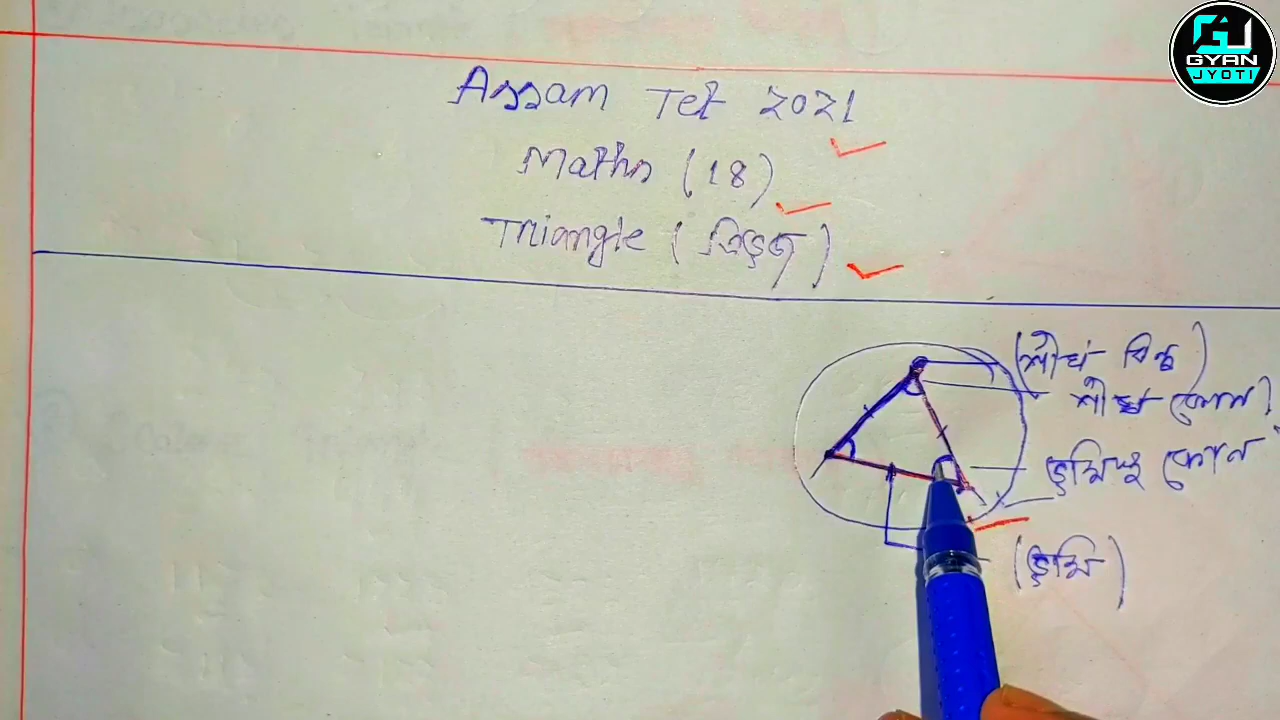 GYAN
JYOTI
Assam Tet 2021
Maths (18)
Triangle (ত্ৰিভুজ)
(শীৰ্ষ বিন্দু)
শীৰ্ষ কোন
ভূমিস্থ কোন
(ভূমি)